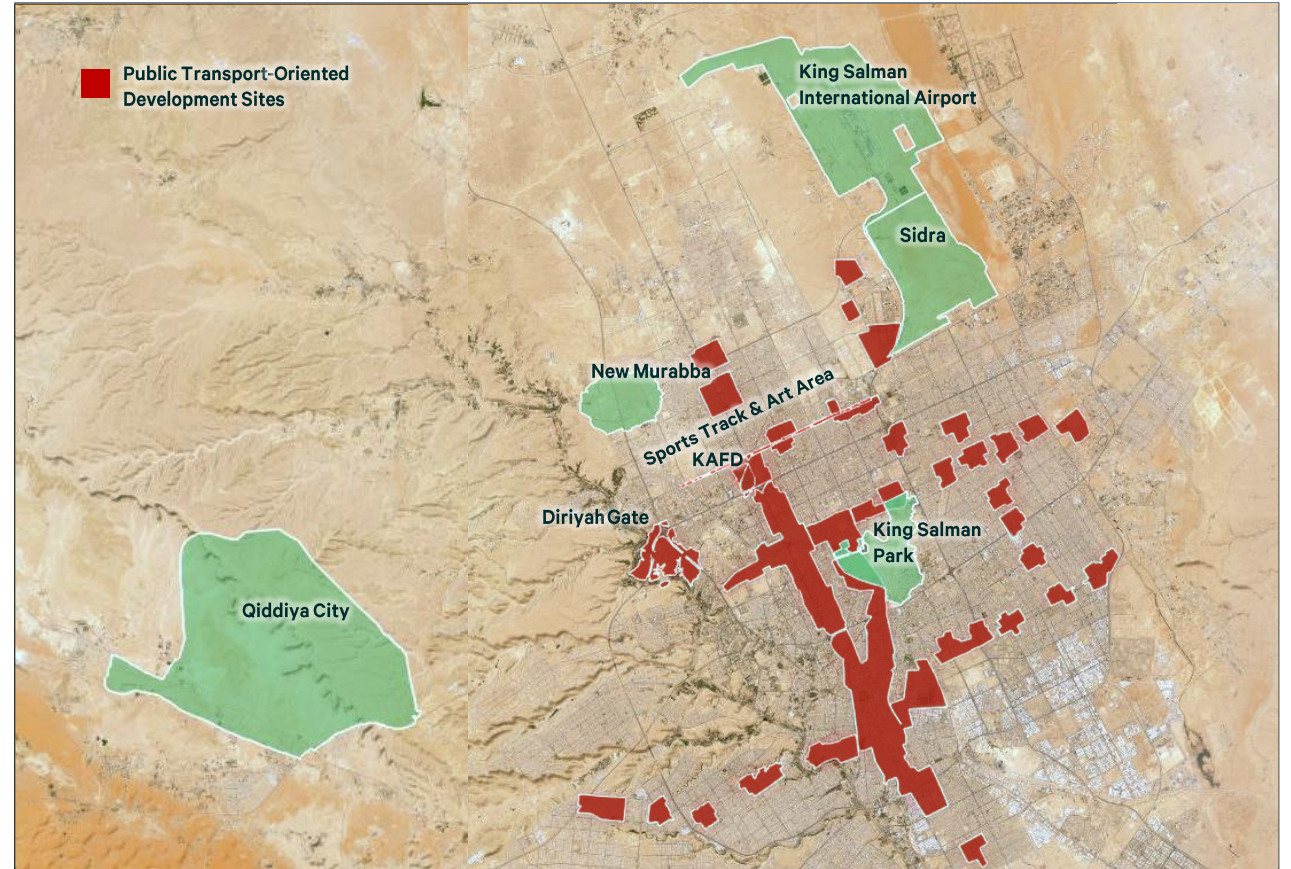 Public Transport-Oriented
Development Sites
King Salman
International Airport
Sidra
New Murabba
Sports Track & Art Area
KAFD
Diriyah Gate
King Salman
Park
Qiddiya City